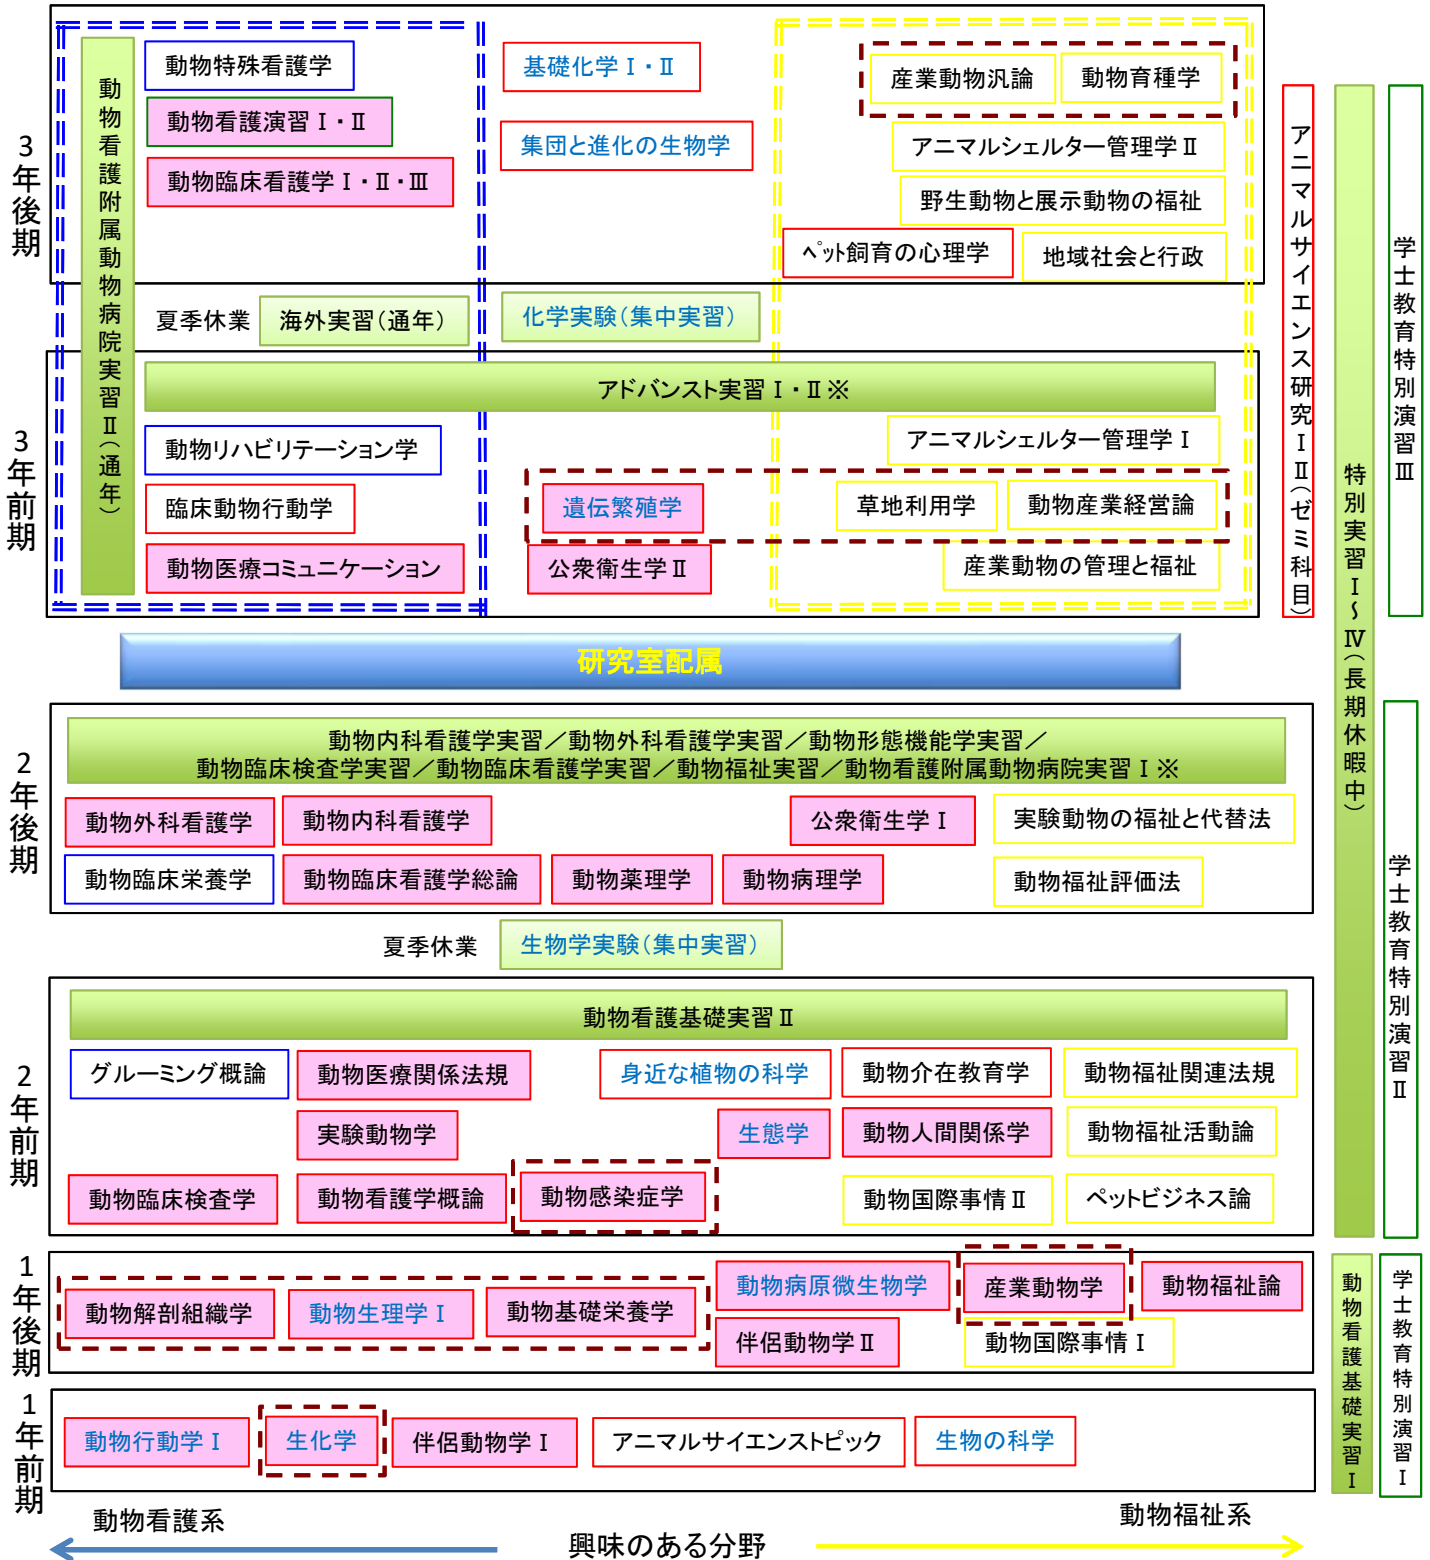 3年後期
動物看護附属動物病院実習Ⅱ(通年)
動物特殊看護学
動物看護演習Ⅰ・Ⅱ
動物臨床看護学Ⅰ・Ⅱ・Ⅲ
基礎化学Ⅰ・Ⅱ
集団と進化の生物学
産業動物汎論
動物育種学
アニマルシェルター管理学Ⅱ
野生動物と展示動物の福祉
ペット飼育の心理学
地域社会と行政
夏季休業
海外実習(通年)
化学実験(集中実習)
アニマルサイエンス研究ⅠⅡ(ゼミ科目)
特別実習Ⅰ~Ⅳ(長期休暇中)
学士教育特別演習Ⅲ
3年前期
アドバンスト実習Ⅰ・Ⅱ※
動物リハビリテーション学
臨床動物行動学
動物医療コミュニケーション
遺伝繁殖学
公衆衛生学Ⅱ
アニマルシェルター管理学Ⅰ
草地利用学
動物産業経営論
産業動物の管理と福祉
研究室配属
2年後期
動物内科看護学実習/動物外科看護学実習/動物形態機能学実習/
動物臨床検査学実習/動物臨床看護学実習/動物福祉実習/動物看護附属動物病院実習Ⅰ※
動物外科看護学
動物内科看護学
公衆衛生学Ⅰ
実験動物の福祉と代替法
動物臨床栄養学
動物臨床看護学総論
動物薬理学
動物病理学
動物福祉評価法
学士教育特別演習Ⅱ
夏季休業
生物学実験(集中実習)
2年前期
動物看護基礎実習Ⅱ
グルーミング概論
動物医療関係法規
身近な植物の科学
動物介在教育学
動物福祉関連法規
実験動物学
生態学
動物人間関係学
動物福祉活動論
動物臨床検査学
動物看護学概論
動物感染症学
動物国際事情Ⅱ
ペットビジネス論
1年後期
動物解剖組織学
動物生理学Ⅰ
動物基礎栄養学
動物病原微生物学
産業動物学
動物福祉論
伴侶動物学Ⅱ
動物国際事情Ⅰ
動物看護基礎実習Ⅰ
学士教育特別演習Ⅰ
1年前期
動物行動学Ⅰ
生化学
伴侶動物学Ⅰ
アニマルサイエンストピック
生物の科学
動物看護系
興味のある分野
動物福祉系